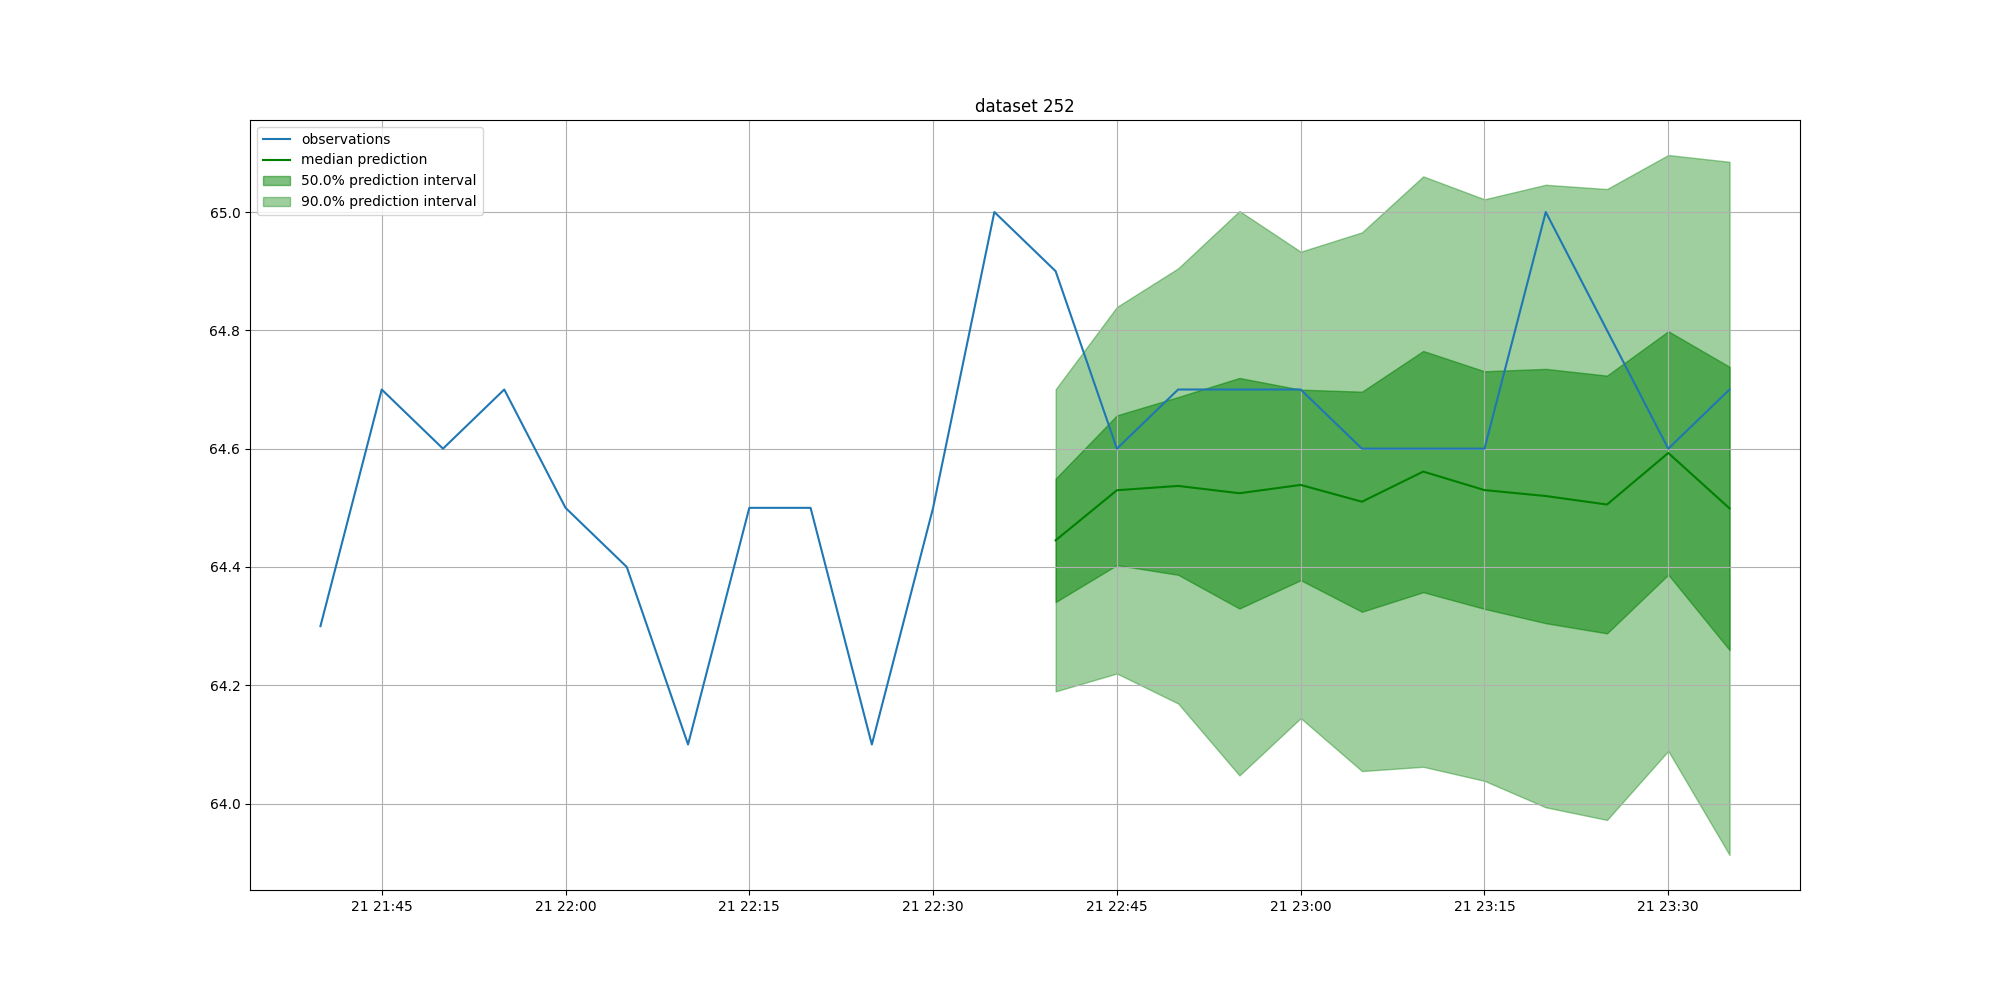 dataset 252
observations
median prediction
50.0% prediction interval
90.0% prediction interval
65.0
64.8
64.6
64.4
64.2
64.0
21 21:45 21 22:00 21 22:15 21 22:30 21 22:45 21 23:00 21 23:15 21 23:30